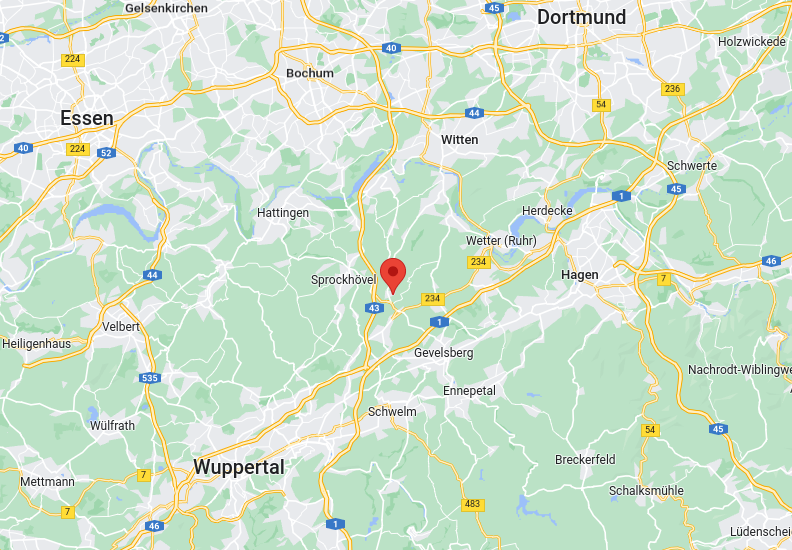 Gelsenkirchen
45
Dortmund
2
40
Holzwickede
224
Bochum
236
54
44
Essen
Witten
40
224
52
Schwerte
45
1
Hattingen
Herdecke
Wetter (Ruhr)
234
46
44
Sprockhövel
Hagen
7
234
43
1
Velbert
Heiligenhaus
Gevelsberg
535
Nachrodt-Wiblingwe
Ennepetal
Schwelm
Wülfrath
54
45
Wuppertal
Breckerfeld
7
Mettmann
Schalksmühle
483
7
46
1
Lüdenscheid